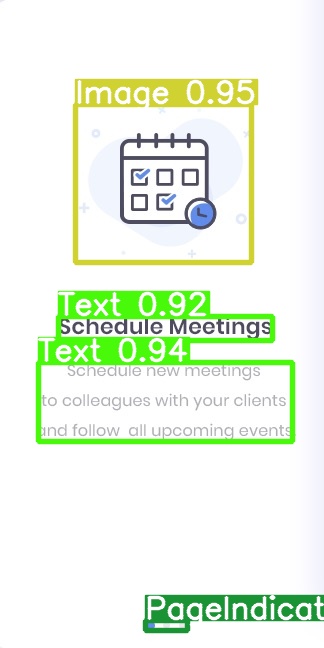 Image 0.95
Text 0.92
Schedule Meetings
Text 0.94
Schedule new meetings
to colleagues with your clients
and follow all upcoming events
PageIndicat